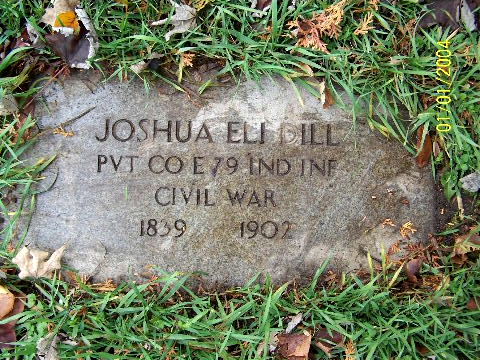 JOSHUA ELI DILL
PVT CO E 79 IND INF
CIVIL WAR
1839 1902
01 01 2004